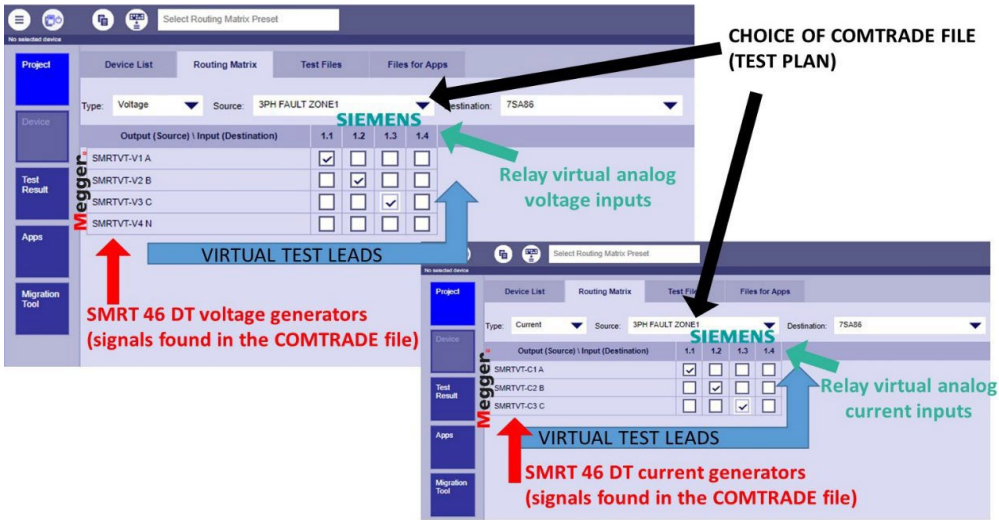 Select Routing Matrix Preset
No selected device
CHOICE OF COMTRADE FILE
(TEST PLAN)
Project
Device List
Routing Matrix
Test Files
Files for Apps
Type: Voltage
Source: 3PH FAULT ZONE1
Destination: 7SA86
SIEMENS
Device
Output (Source) \ Input (Destination)
1.1
1.2
1.3
1.4
SMRTVT-V1 A
SMRTVT-V2 B
SMRTVT-V3 C
SMRTVT-V4 N
Megger
Test
Result
Relay virtual analog
voltage inputs
Apps
VIRTUAL TEST LEADS
Migration
Tool
SMRT 46 DT voltage generators
(signals found in the COMTRADE file)
Select Routing Matrix Preset
No selected device
Project
Device List
Routing Matrix
Test Files
Files for Apps
Type: Current
Source: 3PH FAULT ZONE1
Destination: 7SA86
SIEMENS
Device
Output (Source) \ Input (Destination)
1.1
1.2
1.3
1.4
SMRTVT-C1 A
SMRTVT-C2 B
SMRTVT-C3 C
Megger
Test
Result
Relay virtual analog
current inputs
Apps
VIRTUAL TEST LEADS
Migration
Tool
SMRT 46 DT current generators
(signals found in the COMTRADE file)